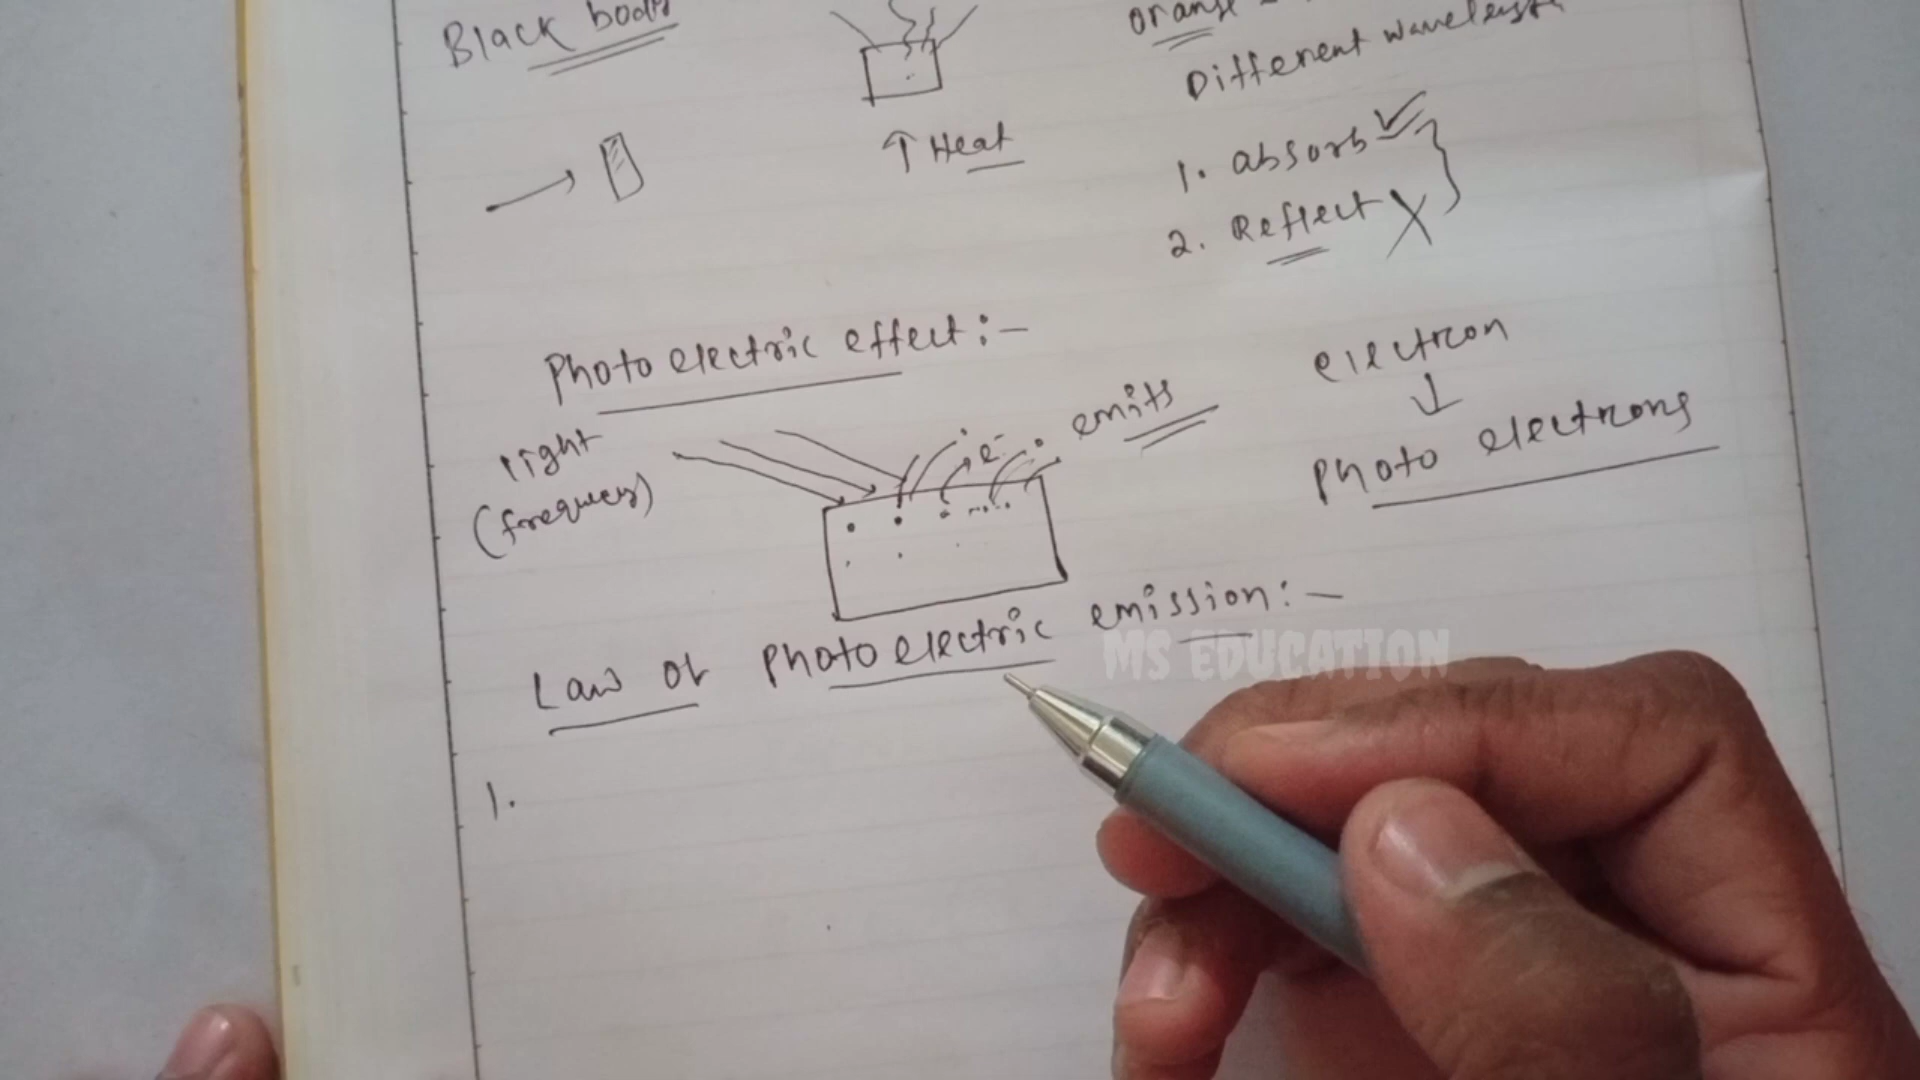 Black body
orange
Different wavelength
↑ Heat
1. absorb ✓
2. Reflect X
Photo electric effect:-
electron
↓
Photo electrons
light
(frequency)
e-
emits
Law of Photo electric emission:-
MS EDUCATION
1.